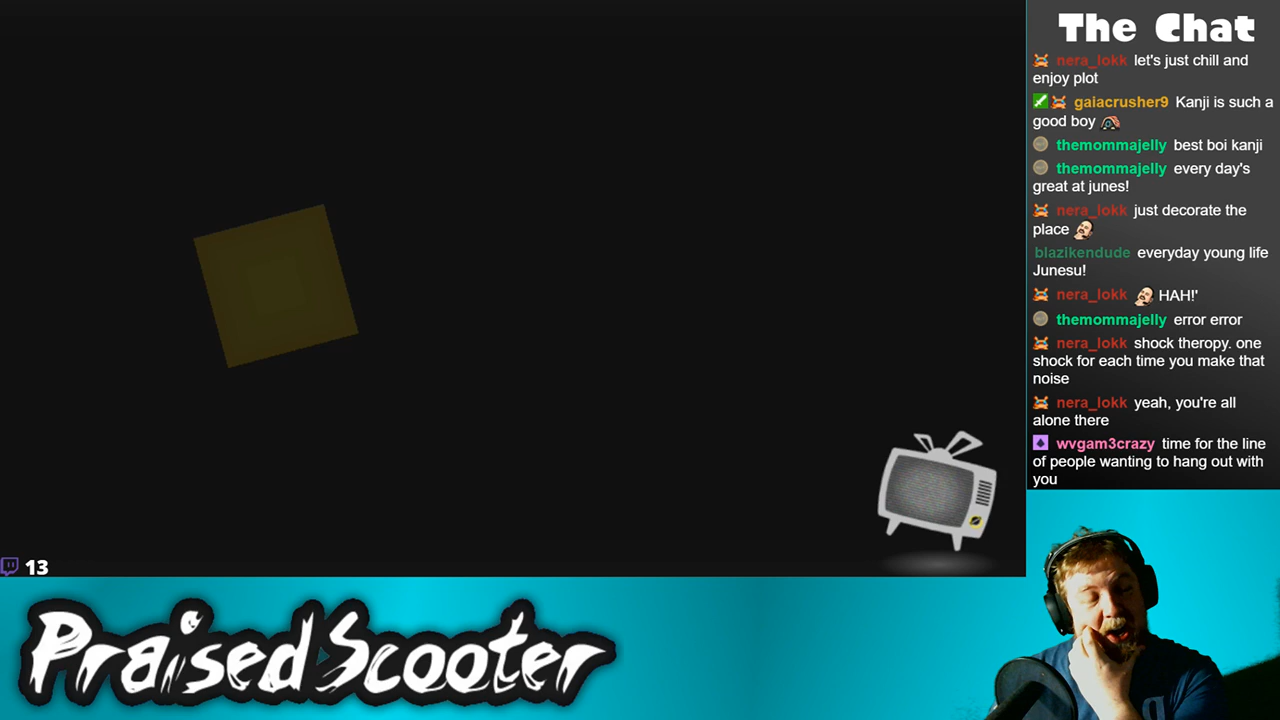 The Chat
nera_lokk let's just chill and
enjoy plot
gaiacrusher9 Kanji is such a
good boy
themommajelly best boi kanji
themommajelly every day's
great at junes!
nera_lokk just decorate the
place
blazikendude everyday young life
Junesu!
nera_lokk HAH!'
themommajelly error error
nera_lokk shock theropy. one
shock for each time you make that
noise
nera_lokk yeah, you're all
alone there
wvgam3crazy time for the line
of people wanting to hang out with
you
13
PraisedScooter